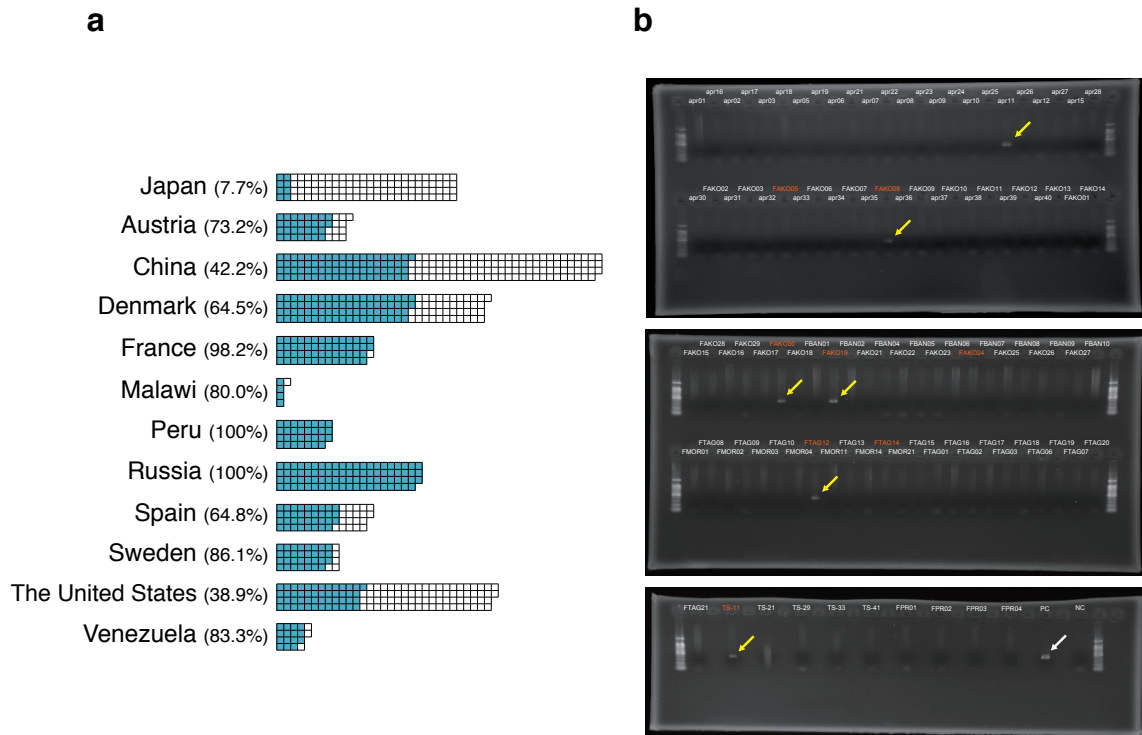 a
b
Japan (7.7%)
Austria (73.2%)
China (42.2%)
Denmark (64.5%)
France (98.2%)
Malawi (80.0%)
Peru (100%)
Russia (100%)
Spain (64.8%)
Sweden (86.1%)
The United States (38.9%)
Venezuela (83.3%)
apr16 apr17 apr18 apr19 apr21 apr22 apr23 apr24 apr25 apr26 apr27 apr28
apr01 apr02 apr03 apr05 apr06 apr07 apr08 apr09 apr10 apr11 apr12 apr15
FAKO02 FAKO03 FAKO05 FAKO06 FAKO07 FAKO08 FAKO09 FAKO10 FAKO11 FAKO12 FAKO13 FAKO14
apr30 apr31 apr32 apr33 apr34 apr35 apr36 apr37 apr38 apr39 apr40 FAKO01
FAKO28 FAKO29 FAKO30 FBAN01 FBAN02 FBAN04 FBAN05 FBAN06 FBAN07 FBAN08 FBAN09 FBAN10
FAKO15 FAKO16 FAKO17 FAKO18 FAKO19 FAKO21 FAKO22 FAKO23 FAKO24 FAKO25 FAKO26 FAKO27
FTAG08 FTAG09 FTAG10 FTAG12 FTAG13 FTAG14 FTAG15 FTAG16 FTAG17 FTAG18 FTAG19 FTAG20
FMOR01 FMOR02 FMOR03 FMOR04 FMOR11 FMOR14 FMOR21 FTAG01 FTAG02 FTAG03 FTAG06 FTAG07
FTAG21 TS-11 TS-21 TS-29 TS-33 TS-41 FPR01 FPR02 FPR03 FPR04 PC NC